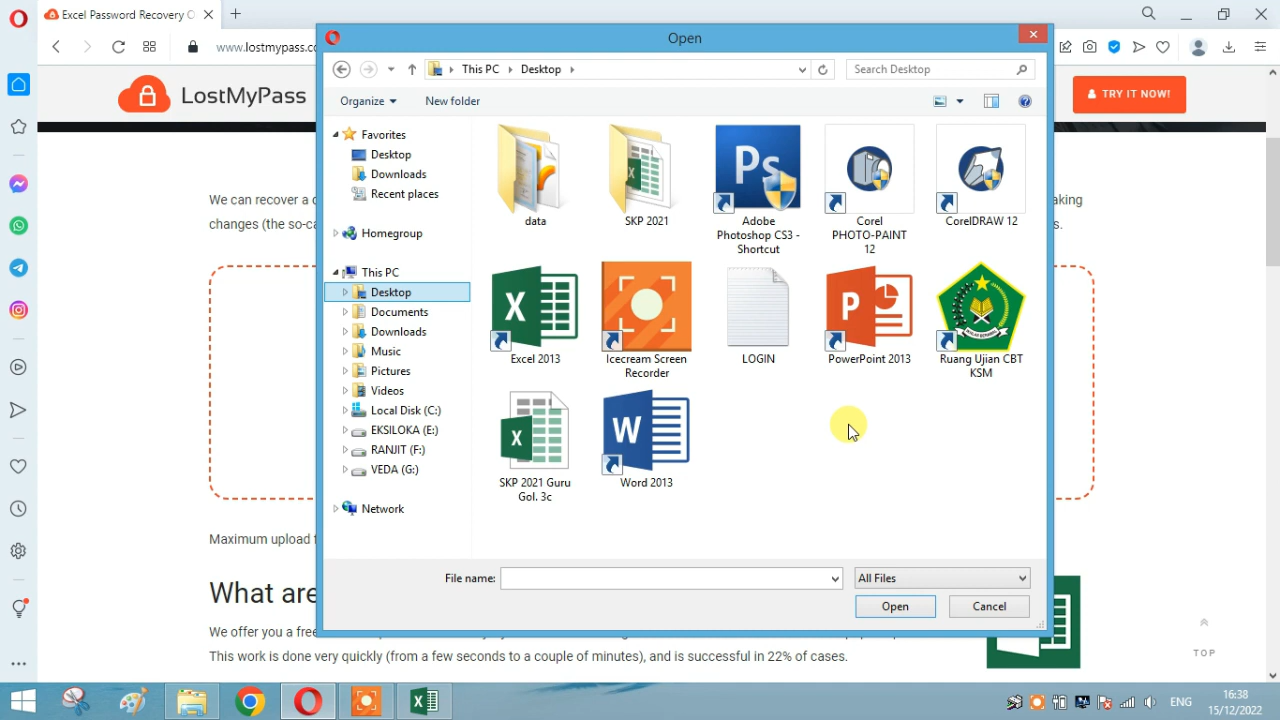 Excel Password Recovery O
www.lostmypass.co
Open
This PC
Desktop
Search Desktop
Organize
New folder
LostMyPass
TRY IT NOW!
Favorites
Desktop
Downloads
Recent places
Homegroup
This PC
Desktop
Documents
Downloads
Music
Pictures
Videos
Local Disk (C:)
EKSILOKA (E:)
RANJIT (F:)
VEDA (G:)
Network
data
SKP 2021
Ps
Adobe
Photoshop CS3 -
Shortcut
Corel
PHOTO-PAINT
12
CorelDRAW 12
Excel 2013
Icecream Screen
Recorder
LOGIN
PowerPoint 2013
Ruang Ujian CBT
KSM
SKP 2021 Guru
Gol. 3c
Word 2013
We can recover a
aking
changes (the so-ca
s.
Maximum upload f
File name:
All Files
Open
Cancel
What are
We offer you a free
This work is done very quickly (from a few seconds to a couple of minutes), and is successful in 22% of cases.
TOP
ENG
16:38
15/12/2022